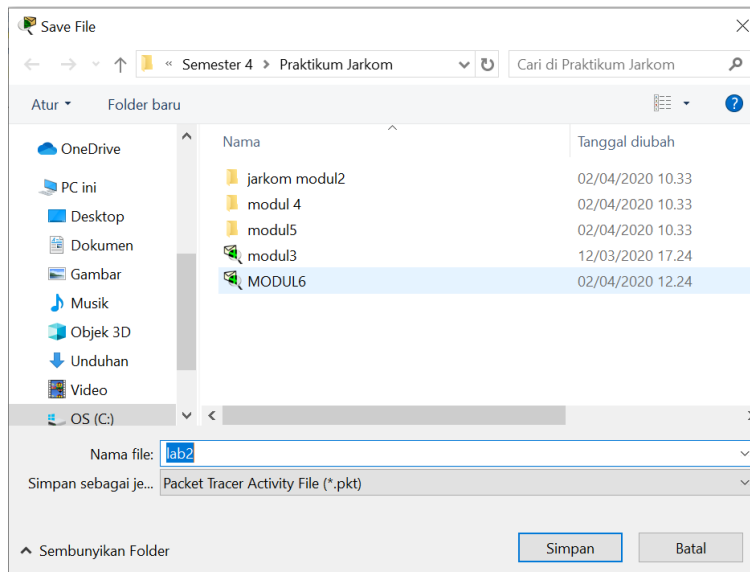 Save File
« Semester 4 > Praktikum Jarkom
Cari di Praktikum Jarkom
Atur
Folder baru
?
Nama
Tanggal diubah
OneDrive
PC ini
Desktop
Dokumen
Gambar
Musik
Objek 3D
Unduhan
Video
OS (C:)
jarkom modul2 02/04/2020 10.33
modul 4 02/04/2020 10.33
modul5 02/04/2020 10.33
modul3 12/03/2020 17.24
MODUL6 02/04/2020 12.24
Nama file: lab2
Simpan sebagai je... Packet Tracer Activity File (*.pkt)
Sembunyikan Folder
Simpan
Batal